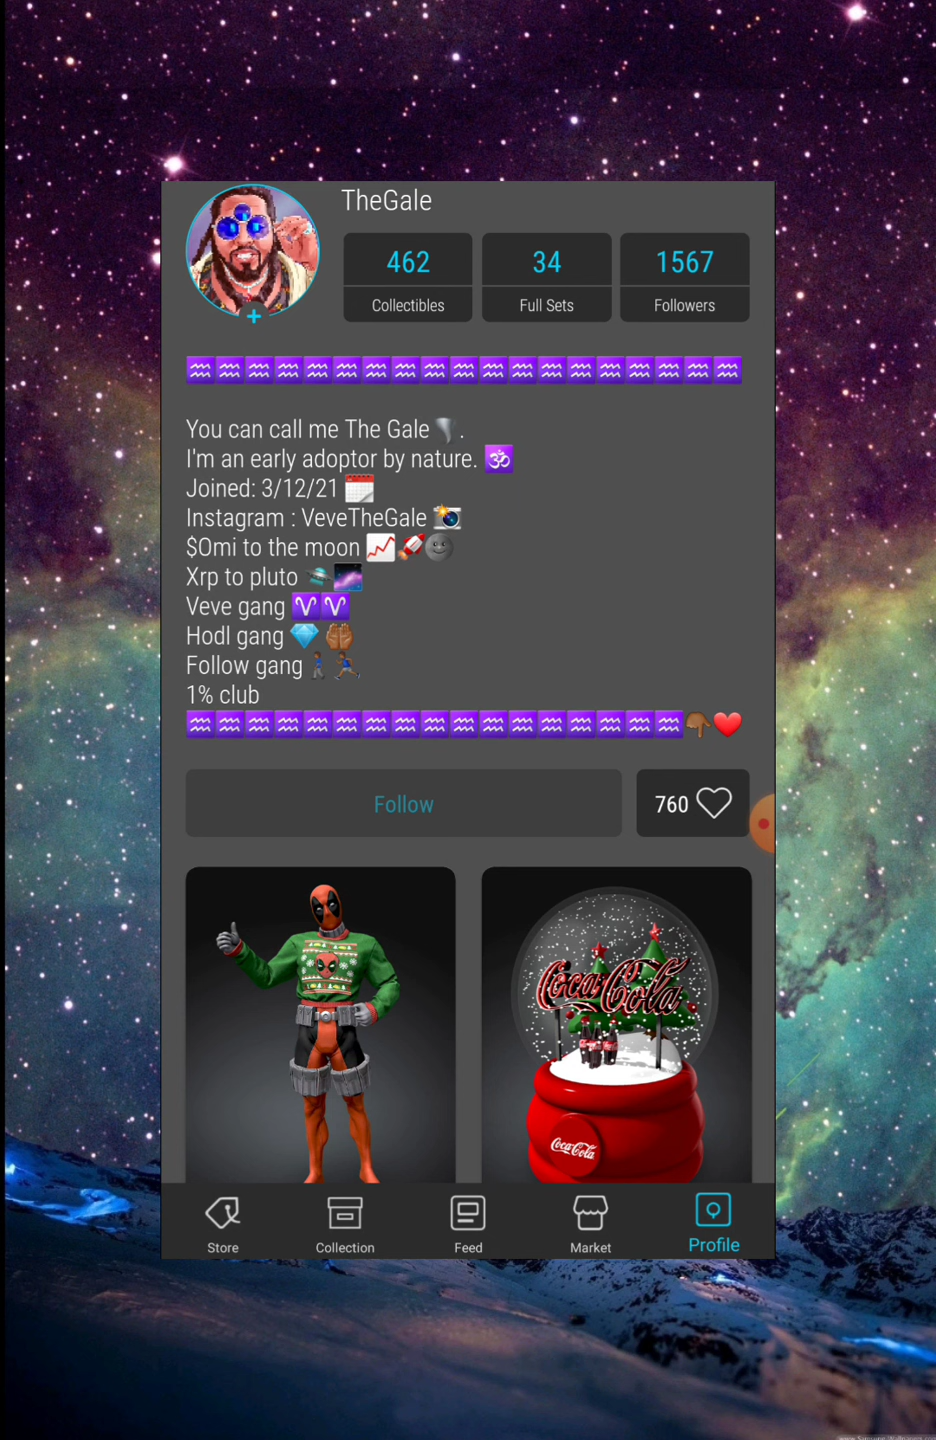 TheGale
462
34
1567
Collectibles
Full Sets
Followers
♒♒♒♒♒♒♒♒♒♒♒♒♒♒♒♒♒♒♒
You can call me The Gale🌪️.
I'm an early adoptor by nature. 🕉️
Joined: 3/12/21 🗓️
Instagram : VeveTheGale 📸
$Omi to the moon 📈🚀🌚
Xrp to pluto 🛸🌌
Veve gang ♈♈
Hodl gang 💎🤲🏾
Follow gang 🚶🏾🏃🏾
1% club
♒♒♒♒♒♒♒♒♒♒♒♒♒♒♒♒♒👇🏾❤️
Follow
760
Coca-Cola
Coca-Cola
Store
Collection
Feed
Market
Profile